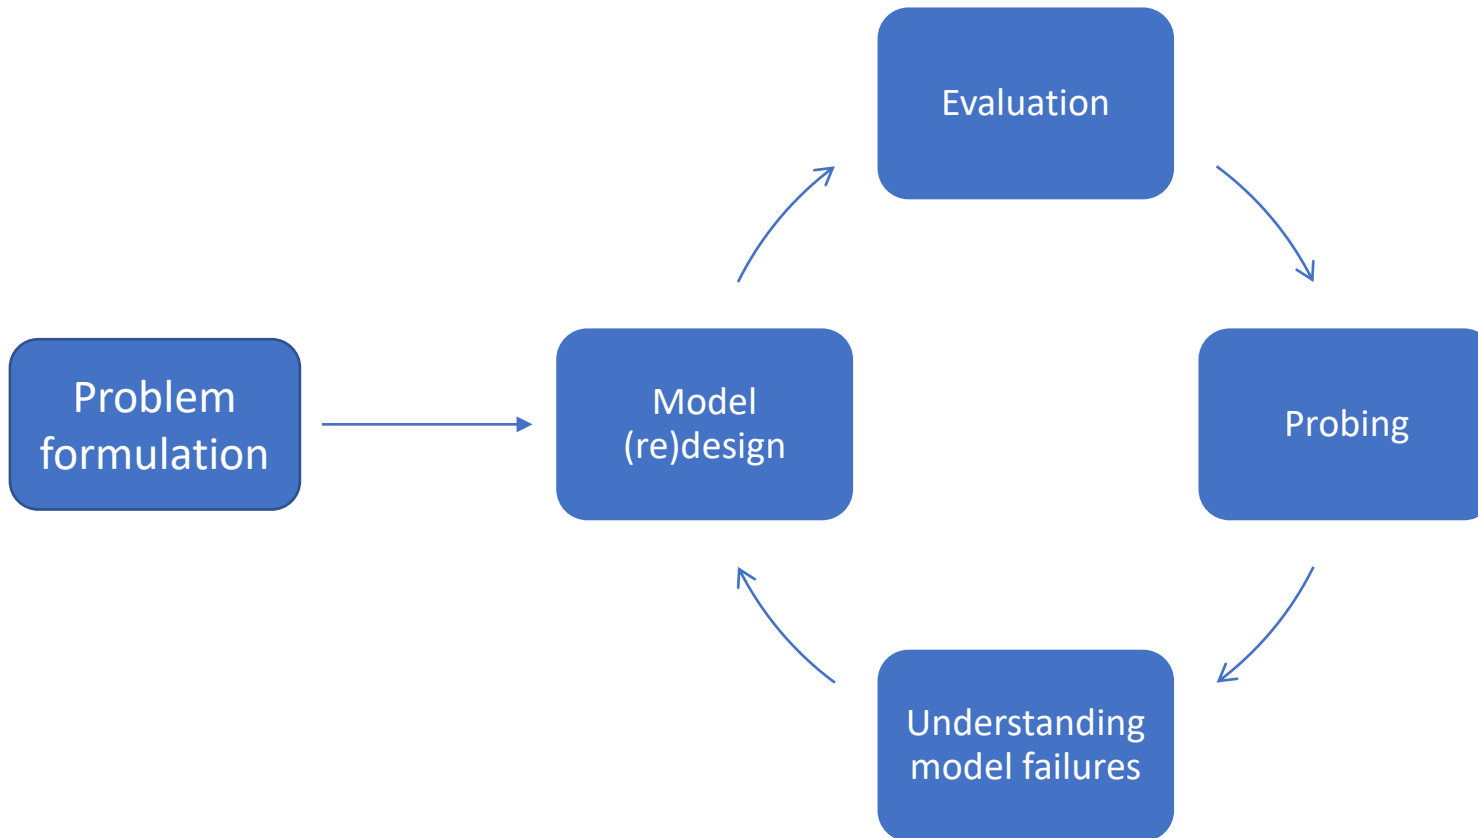 Evaluation
Problem
formulation
Model
(re)design
Probing
Understanding
model failures